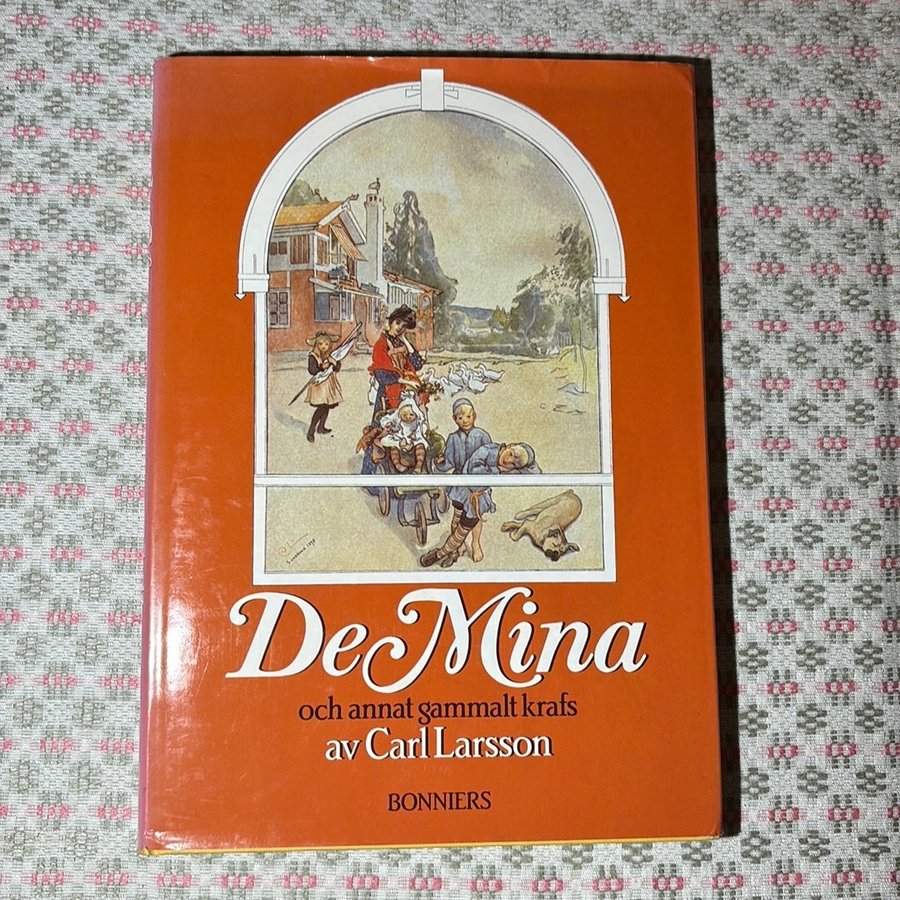 De Mina
och annat gammalt krafs
av Carl Larsson
BONNIERS